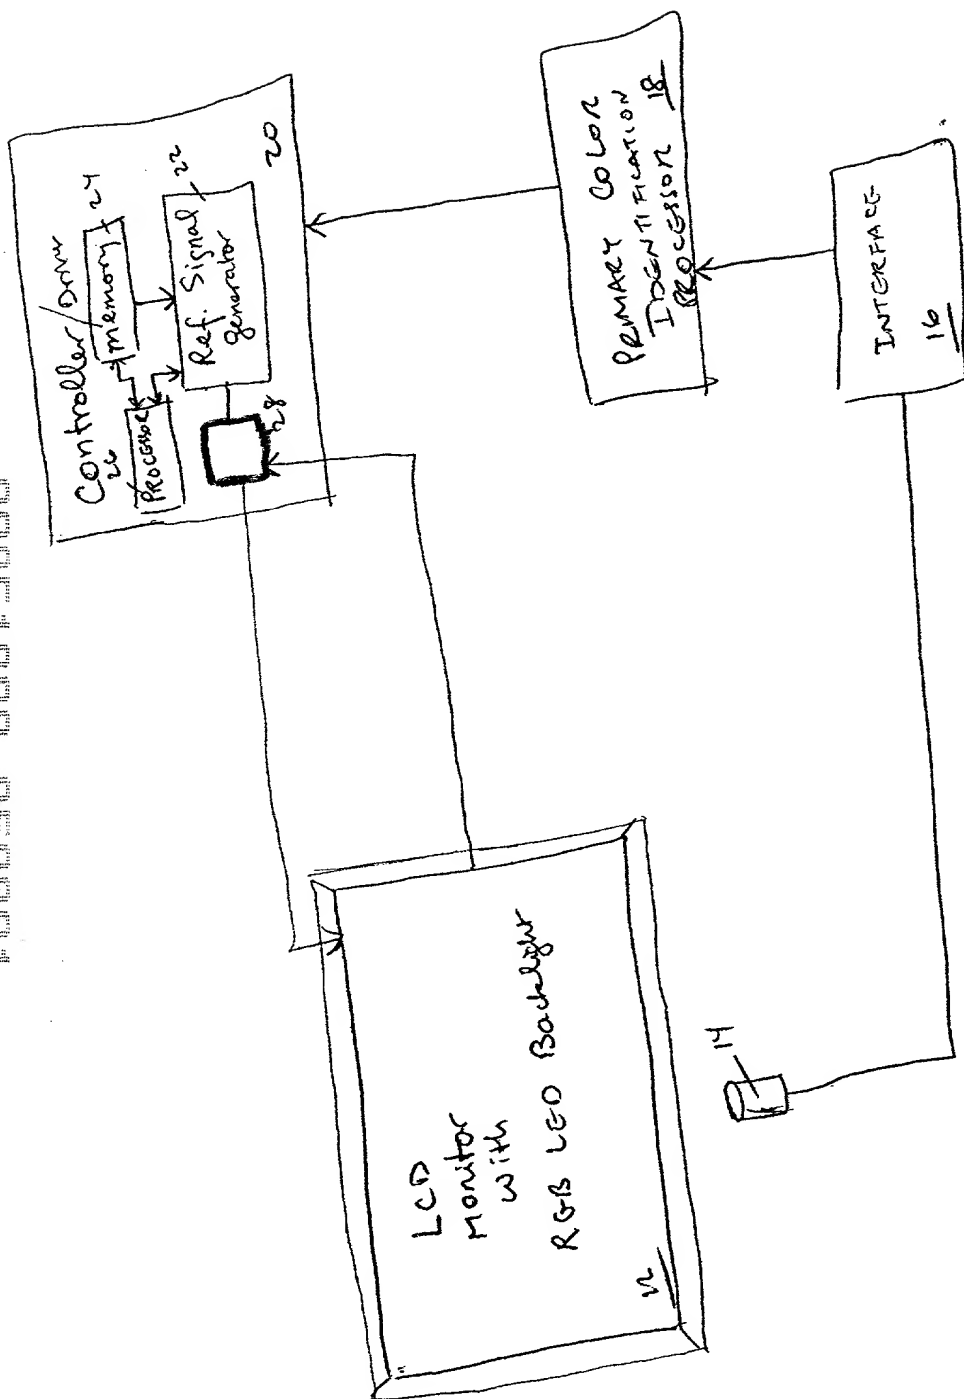 Controller/Driver
26
PROCESSOR
memory
24
Ref. Signal
generator
22
28
20
PRIMARY COLOR
IDENTIFICATION
PROCESSOR 18
INTERFACE
16
LCD
Monitor
with
RGB LED Backlight
14